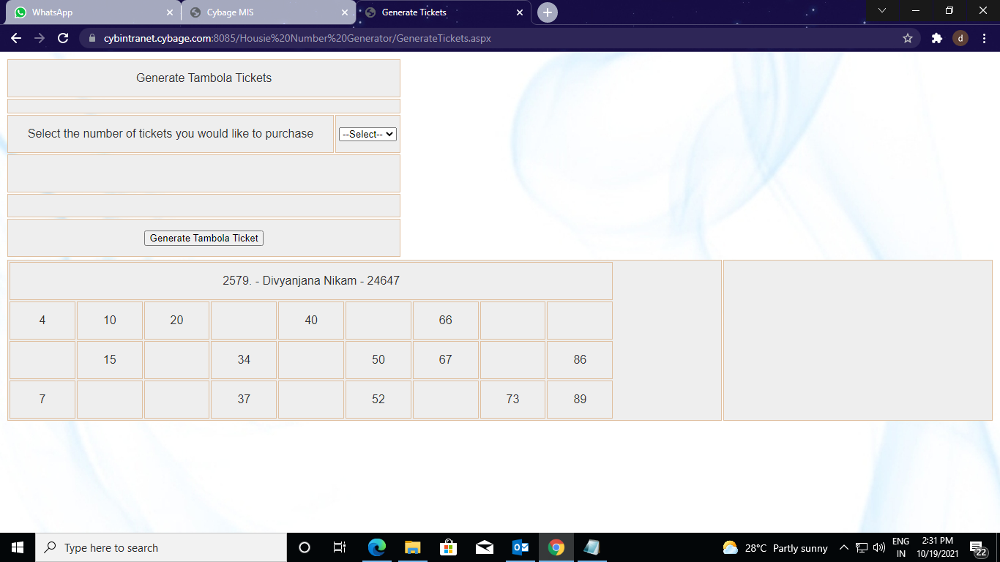 WhatsApp
Cybage MIS
Generate Tickets
cybintranet.cybage.com:8085/Housie%20Number%20Generator/GenerateTickets.aspx
d
Generate Tambola Tickets
Select the number of tickets you would like to purchase
--Select--
Generate Tambola Ticket
2579. - Divyanjana Nikam - 24647
4 10 20 40 66
15 34 50 67 86
7 37 52 73 89
Type here to search
28°C Partly sunny
ENG
IN
2:31 PM
10/19/2021
22